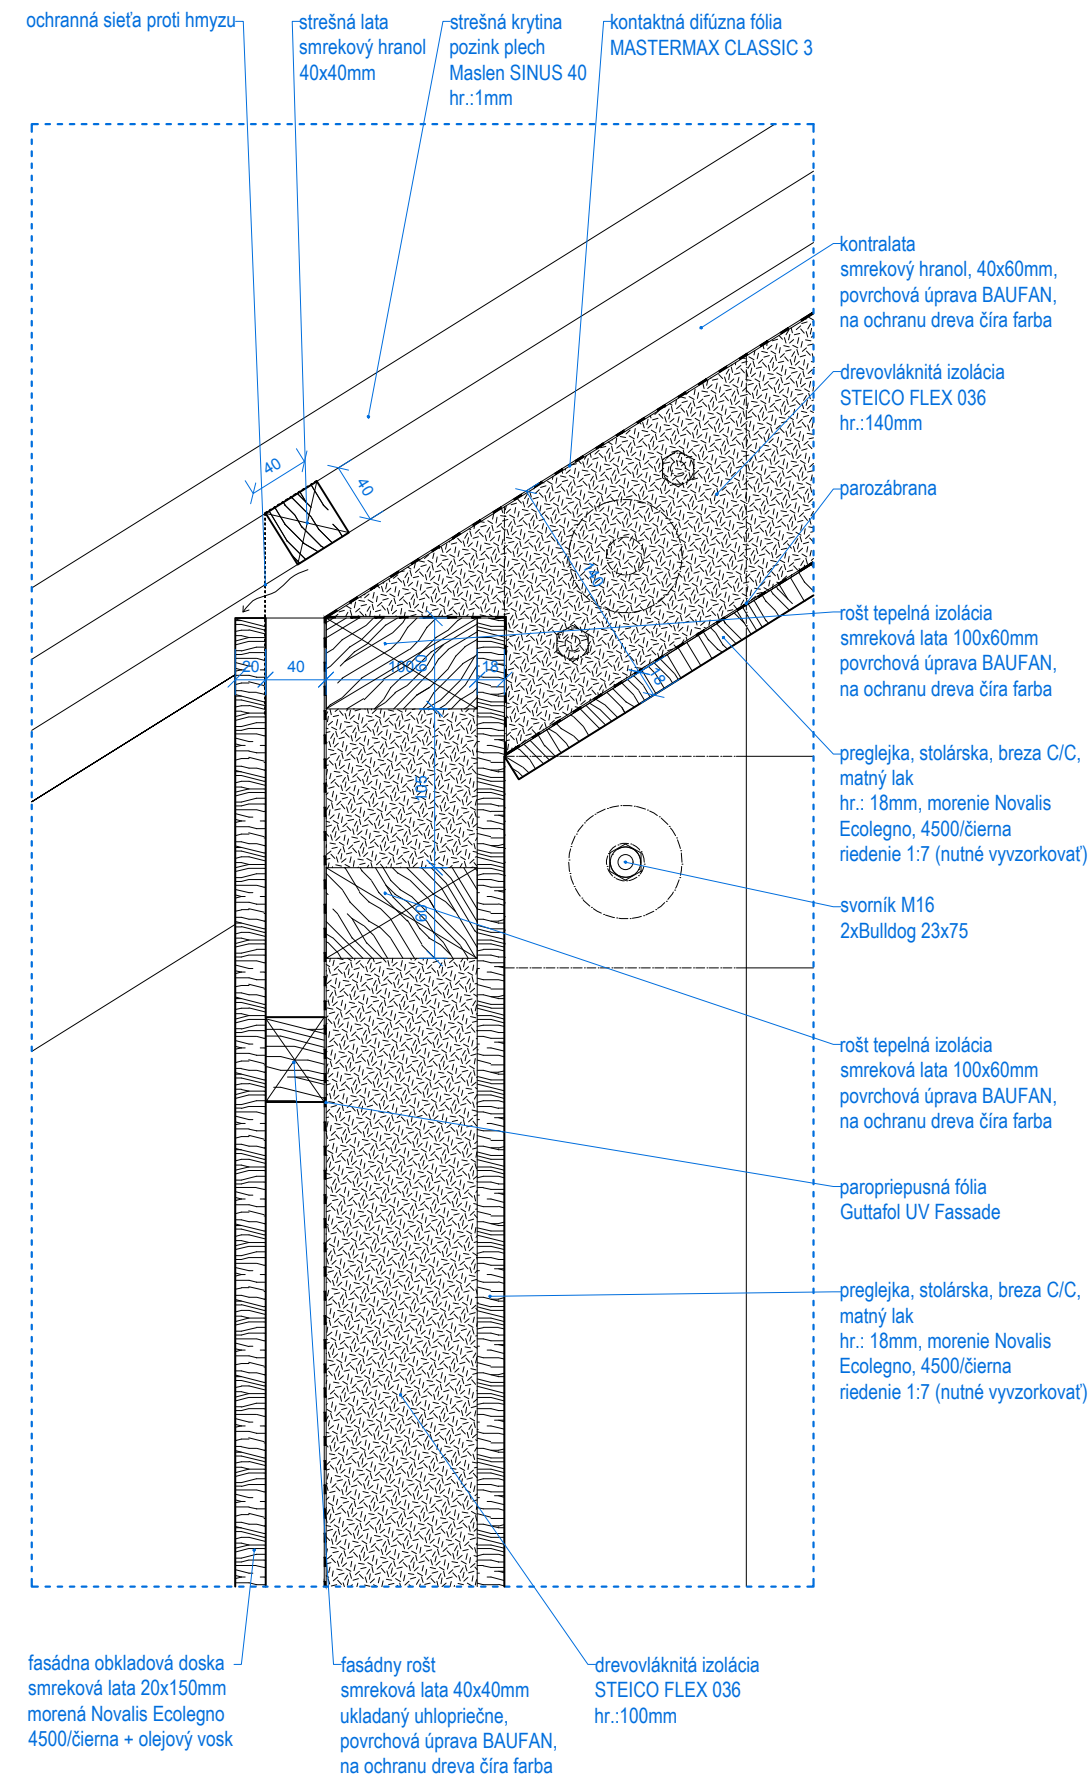 ochranná sieťa proti hmyzu
strešná lata
smrekový hranol
40x40mm
strešná krytina
pozink plech
Maslen SINUS 40
hr.:1mm
kontaktná difúzna fólia
MASTERMAX CLASSIC 3
kontralata
smrekový hranol, 40x60mm,
povrchová úprava BAUFAN,
na ochranu dreva číra farba
drevovláknitá izolácia
STEICO FLEX 036
hr.:140mm
parozábrana
40
40
140
18
rošt tepelná izolácia
smreková lata 100x60mm
povrchová úprava BAUFAN,
na ochranu dreva číra farba
20
40
100
60
18
preglejka, stolárska, breza C/C,
matný lak
hr.: 18mm, morenie Novalis
Ecolegno, 4500/čierna
riedenie 1:7 (nutné vyvzorkovať)
105
60
svorník M16
2xBulldog 23x75
rošt tepelná izolácia
smreková lata 100x60mm
povrchová úprava BAUFAN,
na ochranu dreva číra farba
paropriepusná fólia
Guttafol UV Fassade
preglejka, stolárska, breza C/C,
matný lak
hr.: 18mm, morenie Novalis
Ecolegno, 4500/čierna
riedenie 1:7 (nutné vyvzorkovať)
fasádna obkladová doska
smreková lata 20x150mm
morená Novalis Ecolegno
4500/čierna + olejový vosk
fasádny rošt
smreková lata 40x40mm
ukladaný uhlopriečne,
povrchová úprava BAUFAN,
na ochranu dreva číra farba
drevovláknitá izolácia
STEICO FLEX 036
hr.:100mm